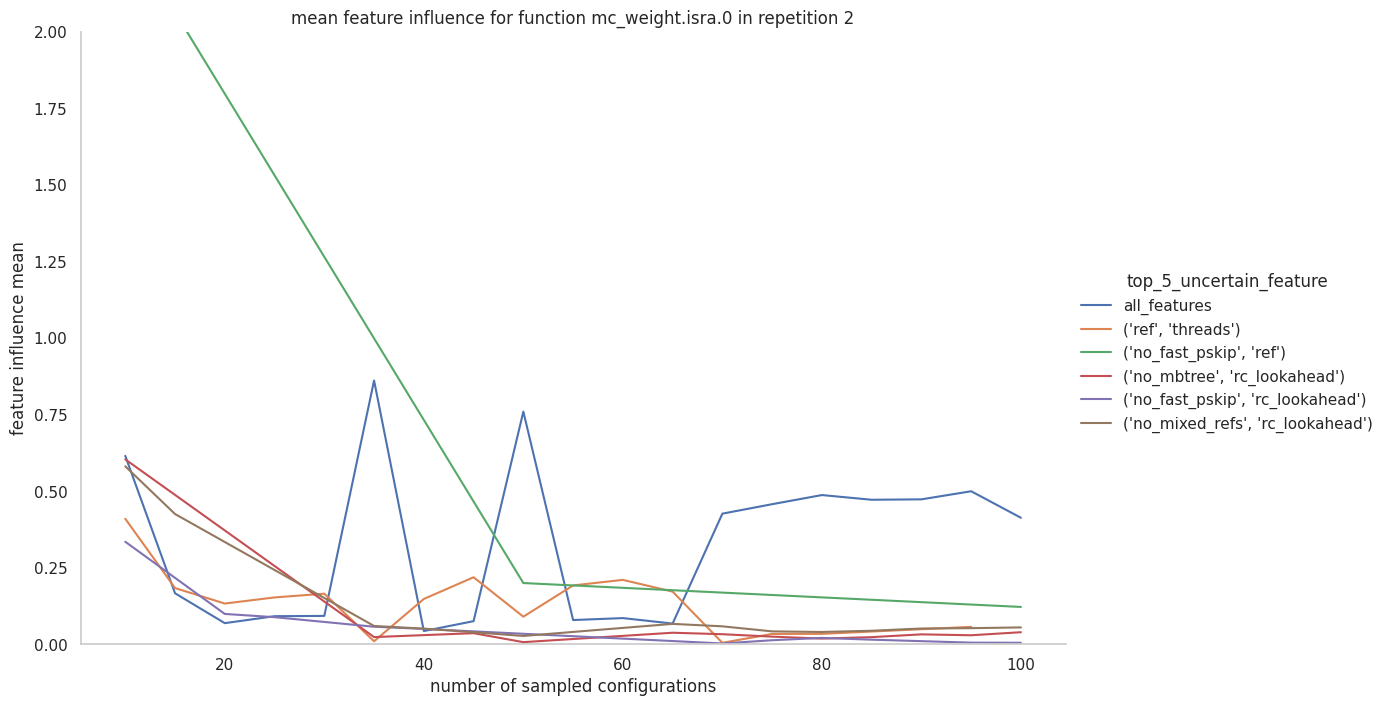 mean feature influence for function mc_weight.isra.0 in repetition 2
2.00
1.75
1.50
1.25
1.00
0.75
0.50
0.25
0.00
feature influence mean
20
40
60
80
100
number of sampled configurations
top_5_uncertain_feature
all_features
('ref', 'threads')
('no_fast_pskip', 'ref')
('no_mbtree', 'rc_lookahead')
('no_fast_pskip', 'rc_lookahead')
('no_mixed_refs', 'rc_lookahead')